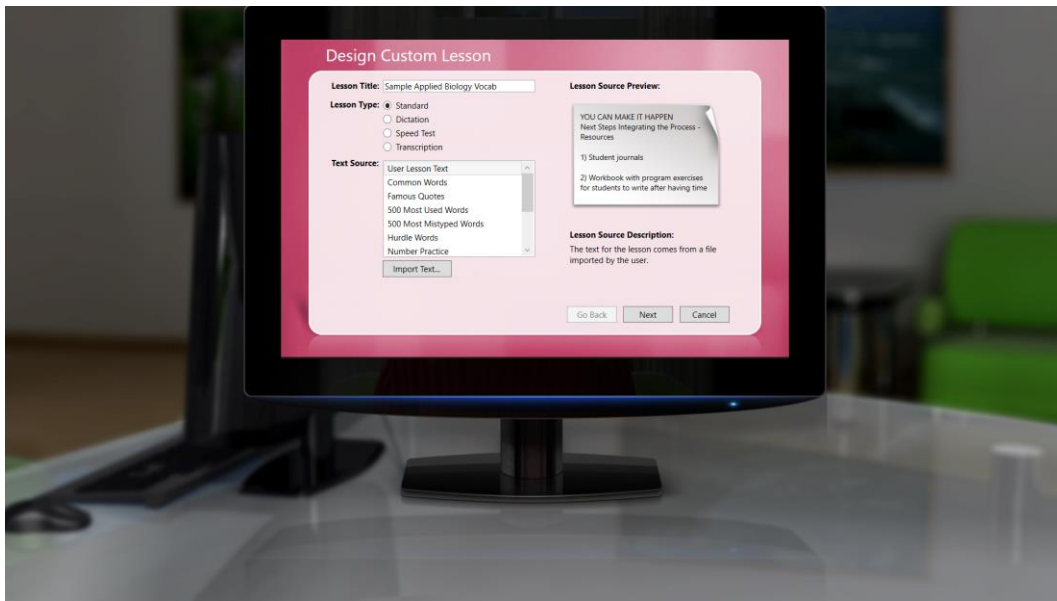 Design Custom Lesson
Lesson Title: Sample Applied Biology Vocab
Lesson Type: Standard
Dictation
Speed Test
Transcription
Text Source:
User Lesson Text
Common Words
Famous Quotes
500 Most Used Words
500 Most Mistyped Words
Hurdle Words
Number Practice
Import Text...
Lesson Source Preview:
YOU CAN MAKE IT HAPPEN
Next Steps Integrating the Process -
Resources
1) Student journals
2) Workbook with program exercises
for students to write after having time
Lesson Source Description:
The text for the lesson comes from a file
imported by the user.
Go Back
Next
Cancel